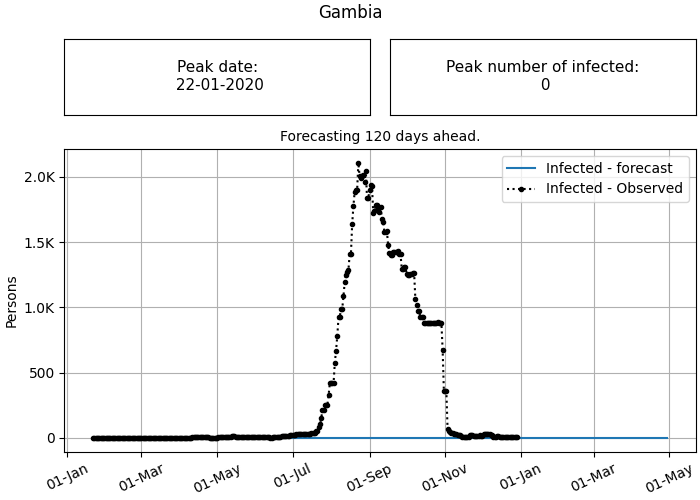 Gambia
Peak date:
22-01-2020
Peak number of infected:
0
Forecasting 120 days ahead.
Infected - forecast
Infected - Observed
2.0K
1.5K
1.0K
500
0
Persons
01-Jan
01-Mar
01-May
01-Jul
01-Sep
01-Nov
01-Jan
01-Mar
01-May